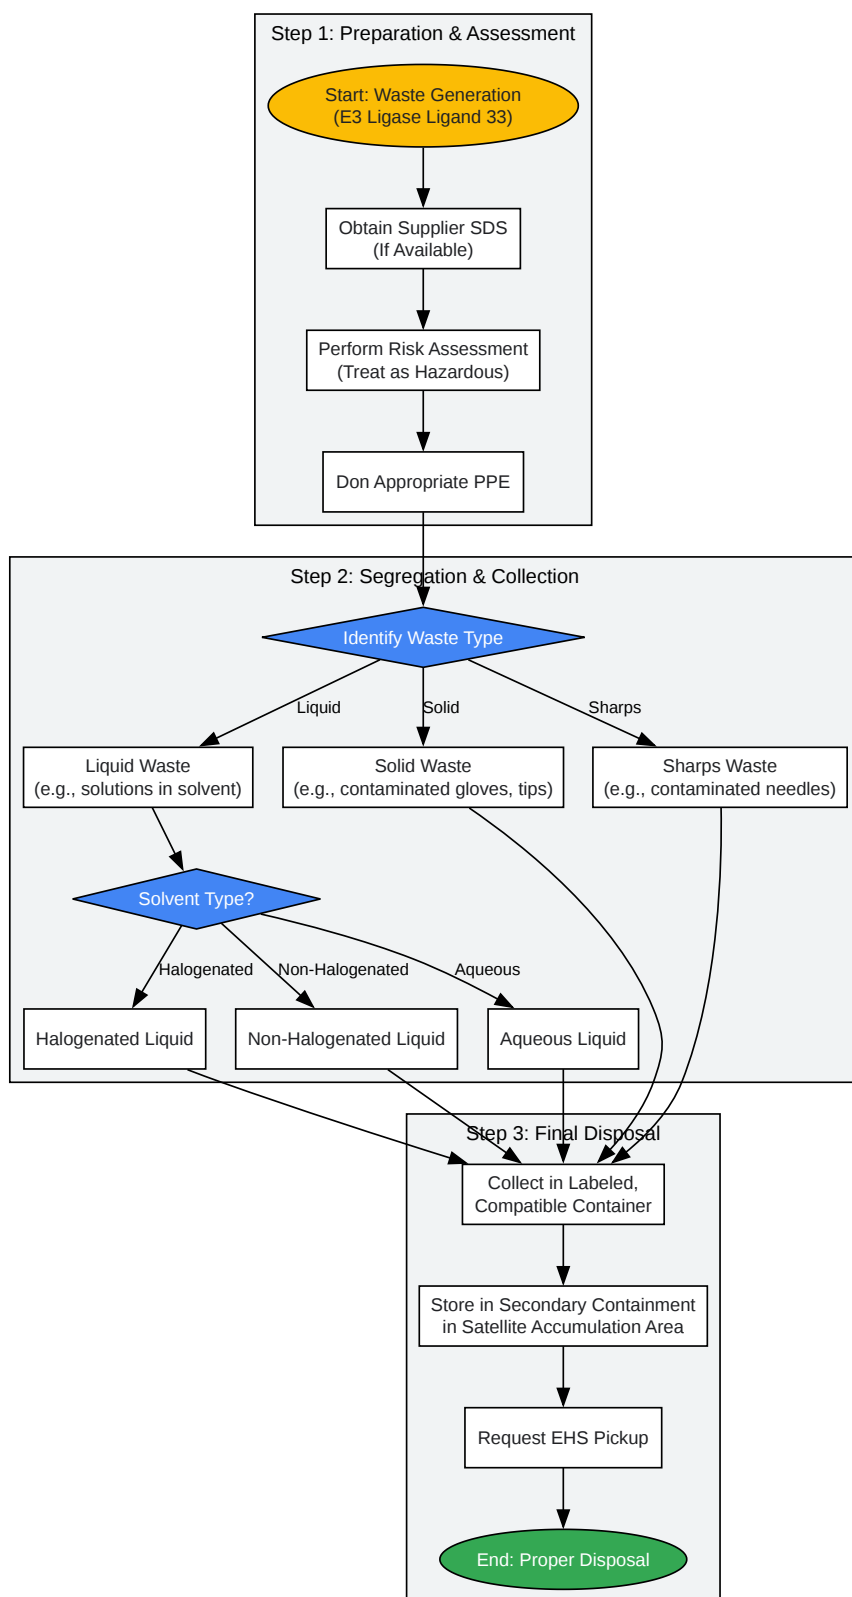 Step 1: Preparation & Assessment
Start: Waste Generation
(E3 Ligase Ligand 33)
Obtain Supplier SDS
(If Available)
Perform Risk Assessment
(Treat as Hazardous)
Don Appropriate PPE
Step 2: Segregation & Collection
Identify Waste Type
Liquid
Solid
Sharps
Liquid Waste
(e.g., solutions in solvent)
Solid Waste
(e.g., contaminated gloves, tips)
Sharps Waste
(e.g., contaminated needles)
Solvent Type?
Halogenated
Non-Halogenated
Aqueous
Halogenated Liquid
Non-Halogenated Liquid
Aqueous Liquid
Step 3: Final Disposal
Collect in Labeled,
Compatible Container
Store in Secondary Containment
in Satellite Accumulation Area
Request EHS Pickup
End: Proper Disposal